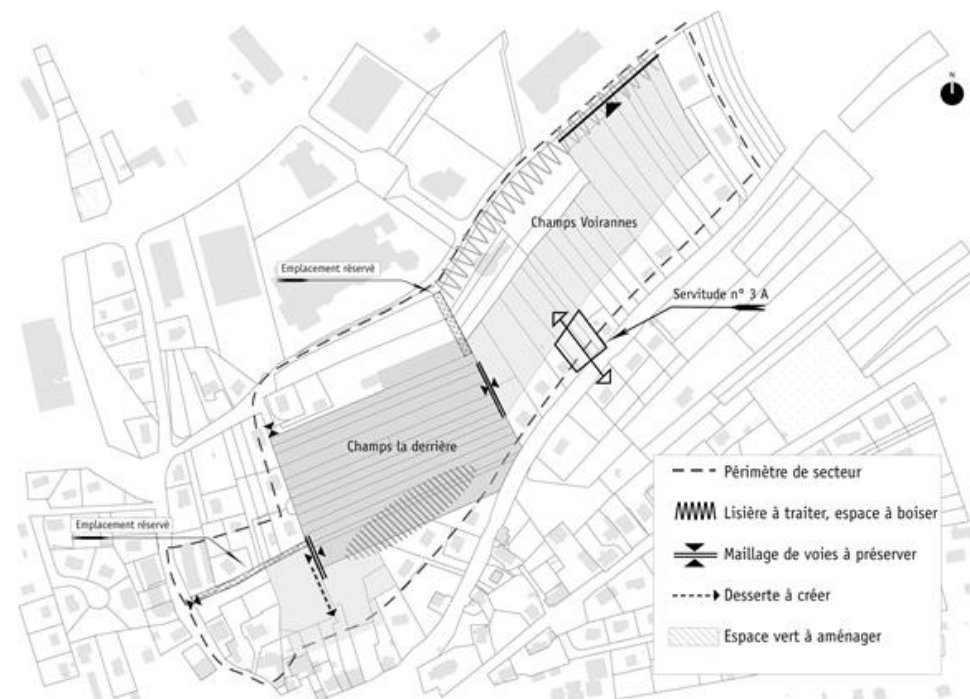 N
Champs Voirannes
Emplacement réservé
Servitude n° 3 A
Champs la derrière
Emplacement réservé
Périmètre de secteur
Lisière à traiter, espace à boiser
Maillage de voies à préserver
Desserte à créer
Espace vert à aménager